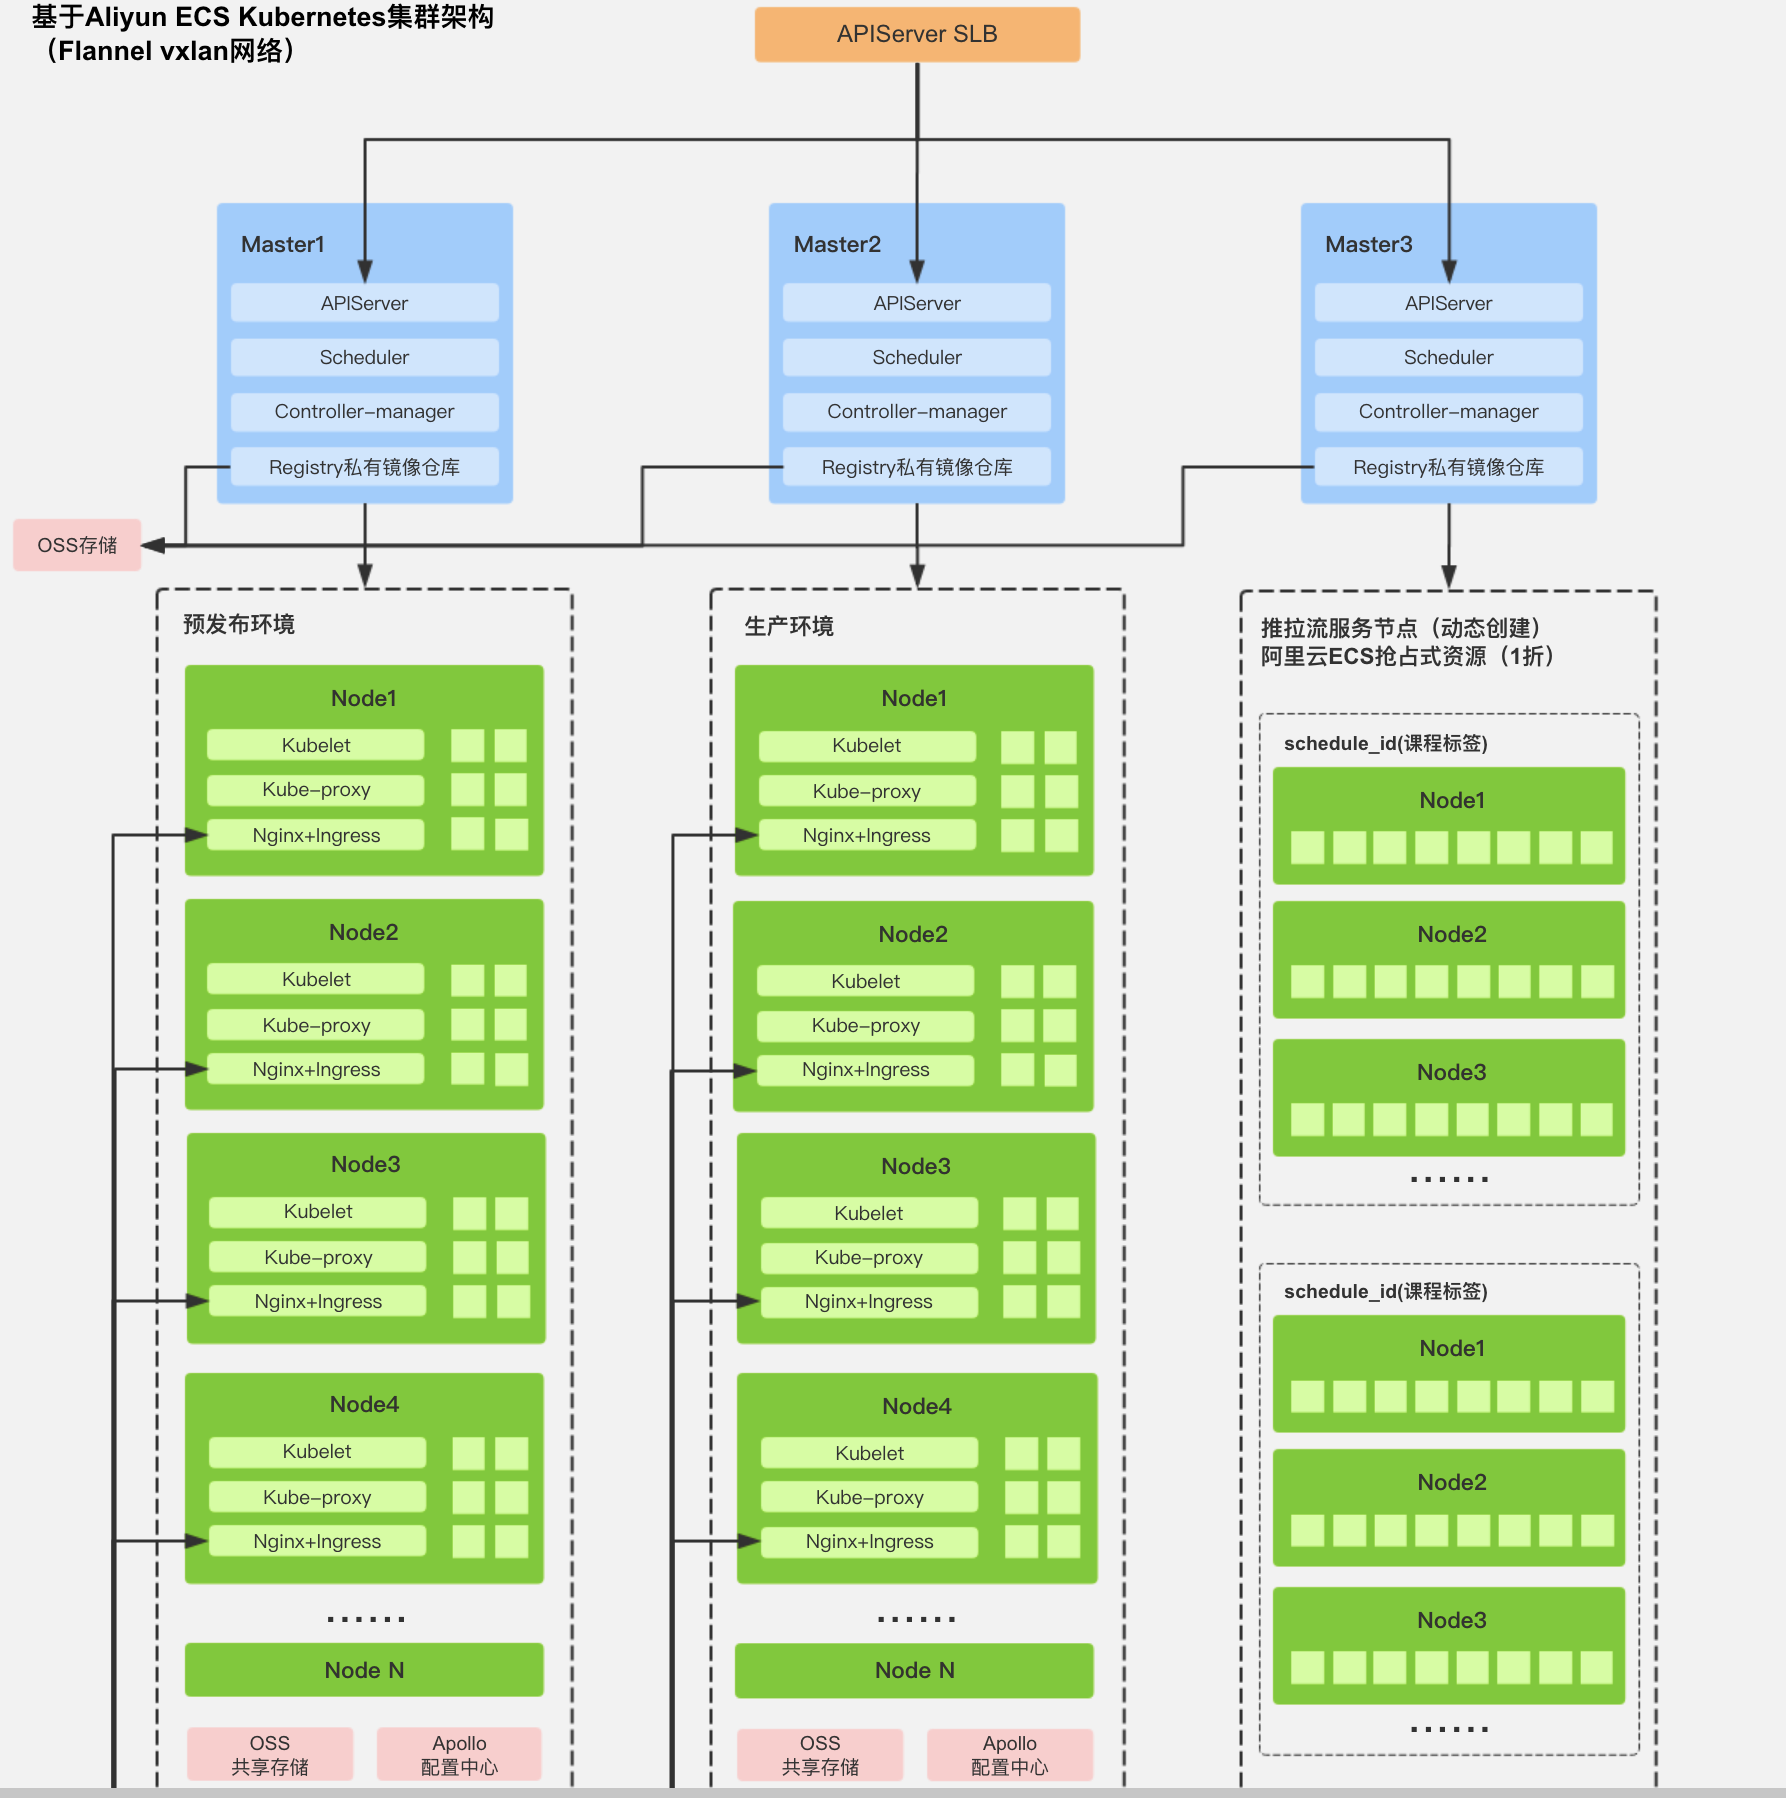 基于Aliyun ECS Kubernetes集群架构
（Flannel vxlan网络）
APIServer SLB
Master1
APIServer
Scheduler
Controller-manager
Registry私有镜像仓库
Master2
APIServer
Scheduler
Controller-manager
Registry私有镜像仓库
Master3
APIServer
Scheduler
Controller-manager
Registry私有镜像仓库
OSS存储
预发布环境
Node1
Kubelet
Kube-proxy
Nginx+Ingress
Node2
Kubelet
Kube-proxy
Nginx+Ingress
Node3
Kubelet
Kube-proxy
Nginx+Ingress
Node4
Kubelet
Kube-proxy
Nginx+Ingress
......
Node N
OSS
共享存储
Apollo
配置中心
生产环境
Node1
Kubelet
Kube-proxy
Nginx+Ingress
Node2
Kubelet
Kube-proxy
Nginx+Ingress
Node3
Kubelet
Kube-proxy
Nginx+Ingress
Node4
Kubelet
Kube-proxy
Nginx+Ingress
......
Node N
OSS
共享存储
Apollo
配置中心
推拉流服务节点（动态创建）
阿里云ECS抢占式资源（1折）
schedule_id(课程标签)
Node1
Node2
Node3
......
schedule_id(课程标签)
Node1
Node2
Node3
......